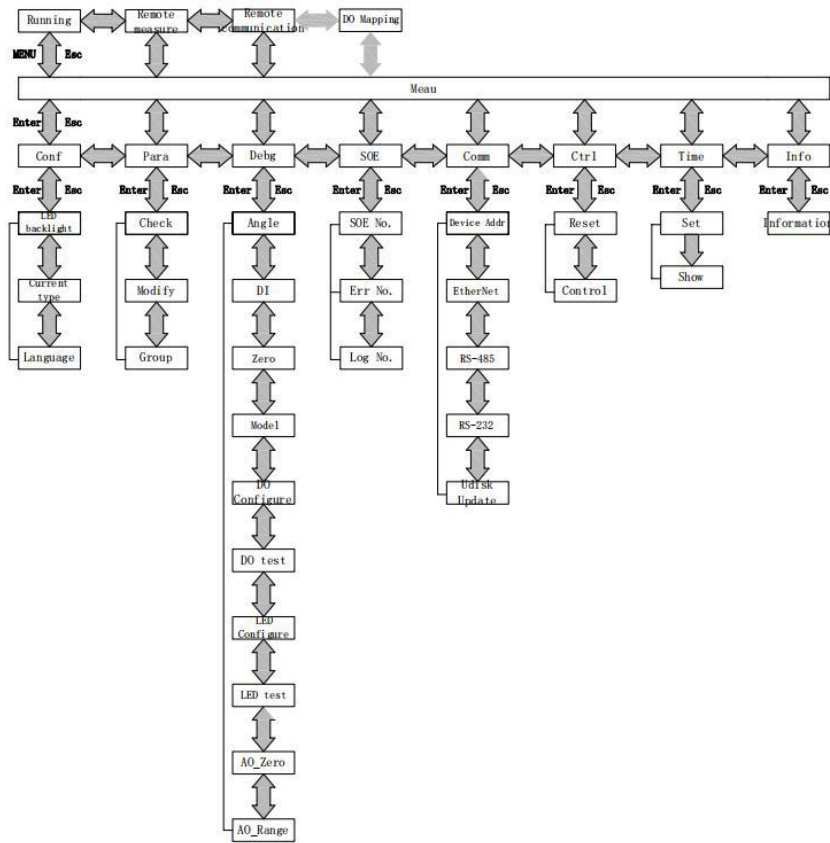 Running
Remote
measure
Remote
communication
DO Mapping
MENU
Esc
Meau
Enter
Esc
Conf
Para
Debg
SOE
Comm
Ctrl
Time
Info
Enter
Esc
Enter
Esc
Enter
Esc
Enter
Esc
Enter
Esc
Enter
Esc
Enter
Esc
LED
backlight
Check
Angle
SOE No.
Device Addr
Reset
Set
Information
Current
type
Modify
DI
Err No.
EtherNet
Control
Show
Language
Group
Zero
Log No.
RS-485
Model
RS-232
DO
Configure
Udisk
Update
DO test
LED
Configure
LED test
AO_Zero
AO_Range